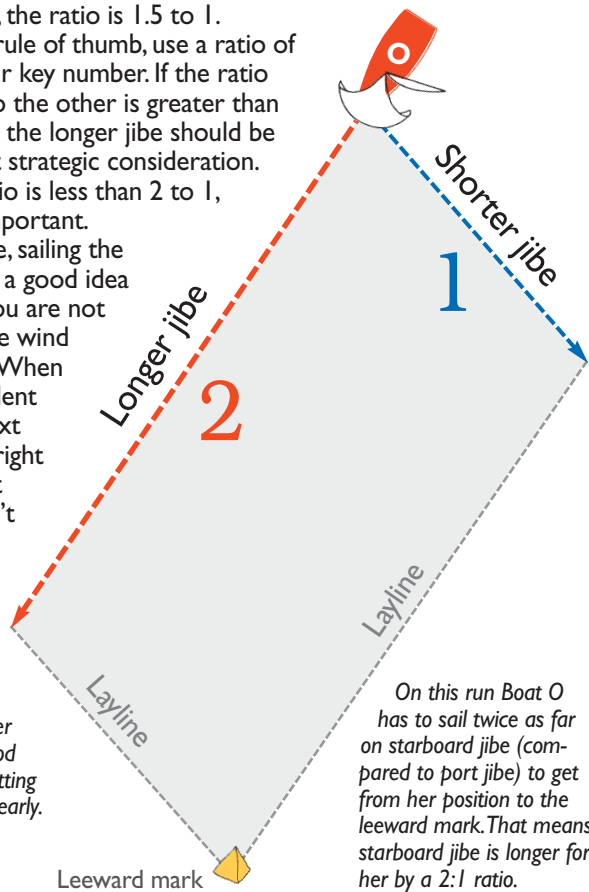 , the ratio is 1.5 to 1.
rule of thumb, use a ratio of
r key number. If the ratio
o the other is greater than
the longer jibe should be
t strategic consideration.
io is less than 2 to 1,
portant.
e, sailing the
a good idea
ou are not
e wind
When
lent
xt
right
t
't
O
Shorter jibe
1
Longer jibe
2
Layline
Layline
er
od
tting
early.
On this run Boat O
has to sail twice as far
on starboard jibe (com-
pared to port jibe) to get
from her position to the
leeward mark. That means
starboard jibe is longer for
her by a 2:1 ratio.
Leeward mark